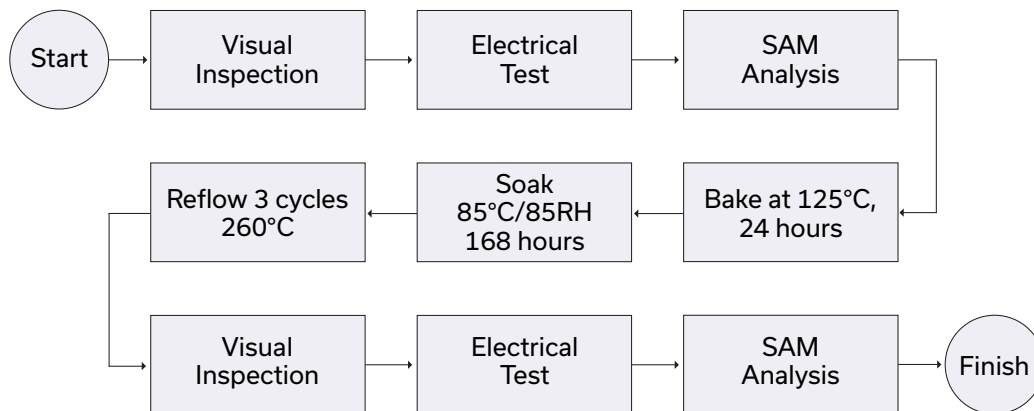 Start
Visual
Inspection
Electrical
Test
SAM
Analysis
Bake at 125°C,
24 hours
Soak
85°C/85RH
168 hours
Reflow 3 cycles
260°C
Visual
Inspection
Electrical
Test
SAM
Analysis
Finish